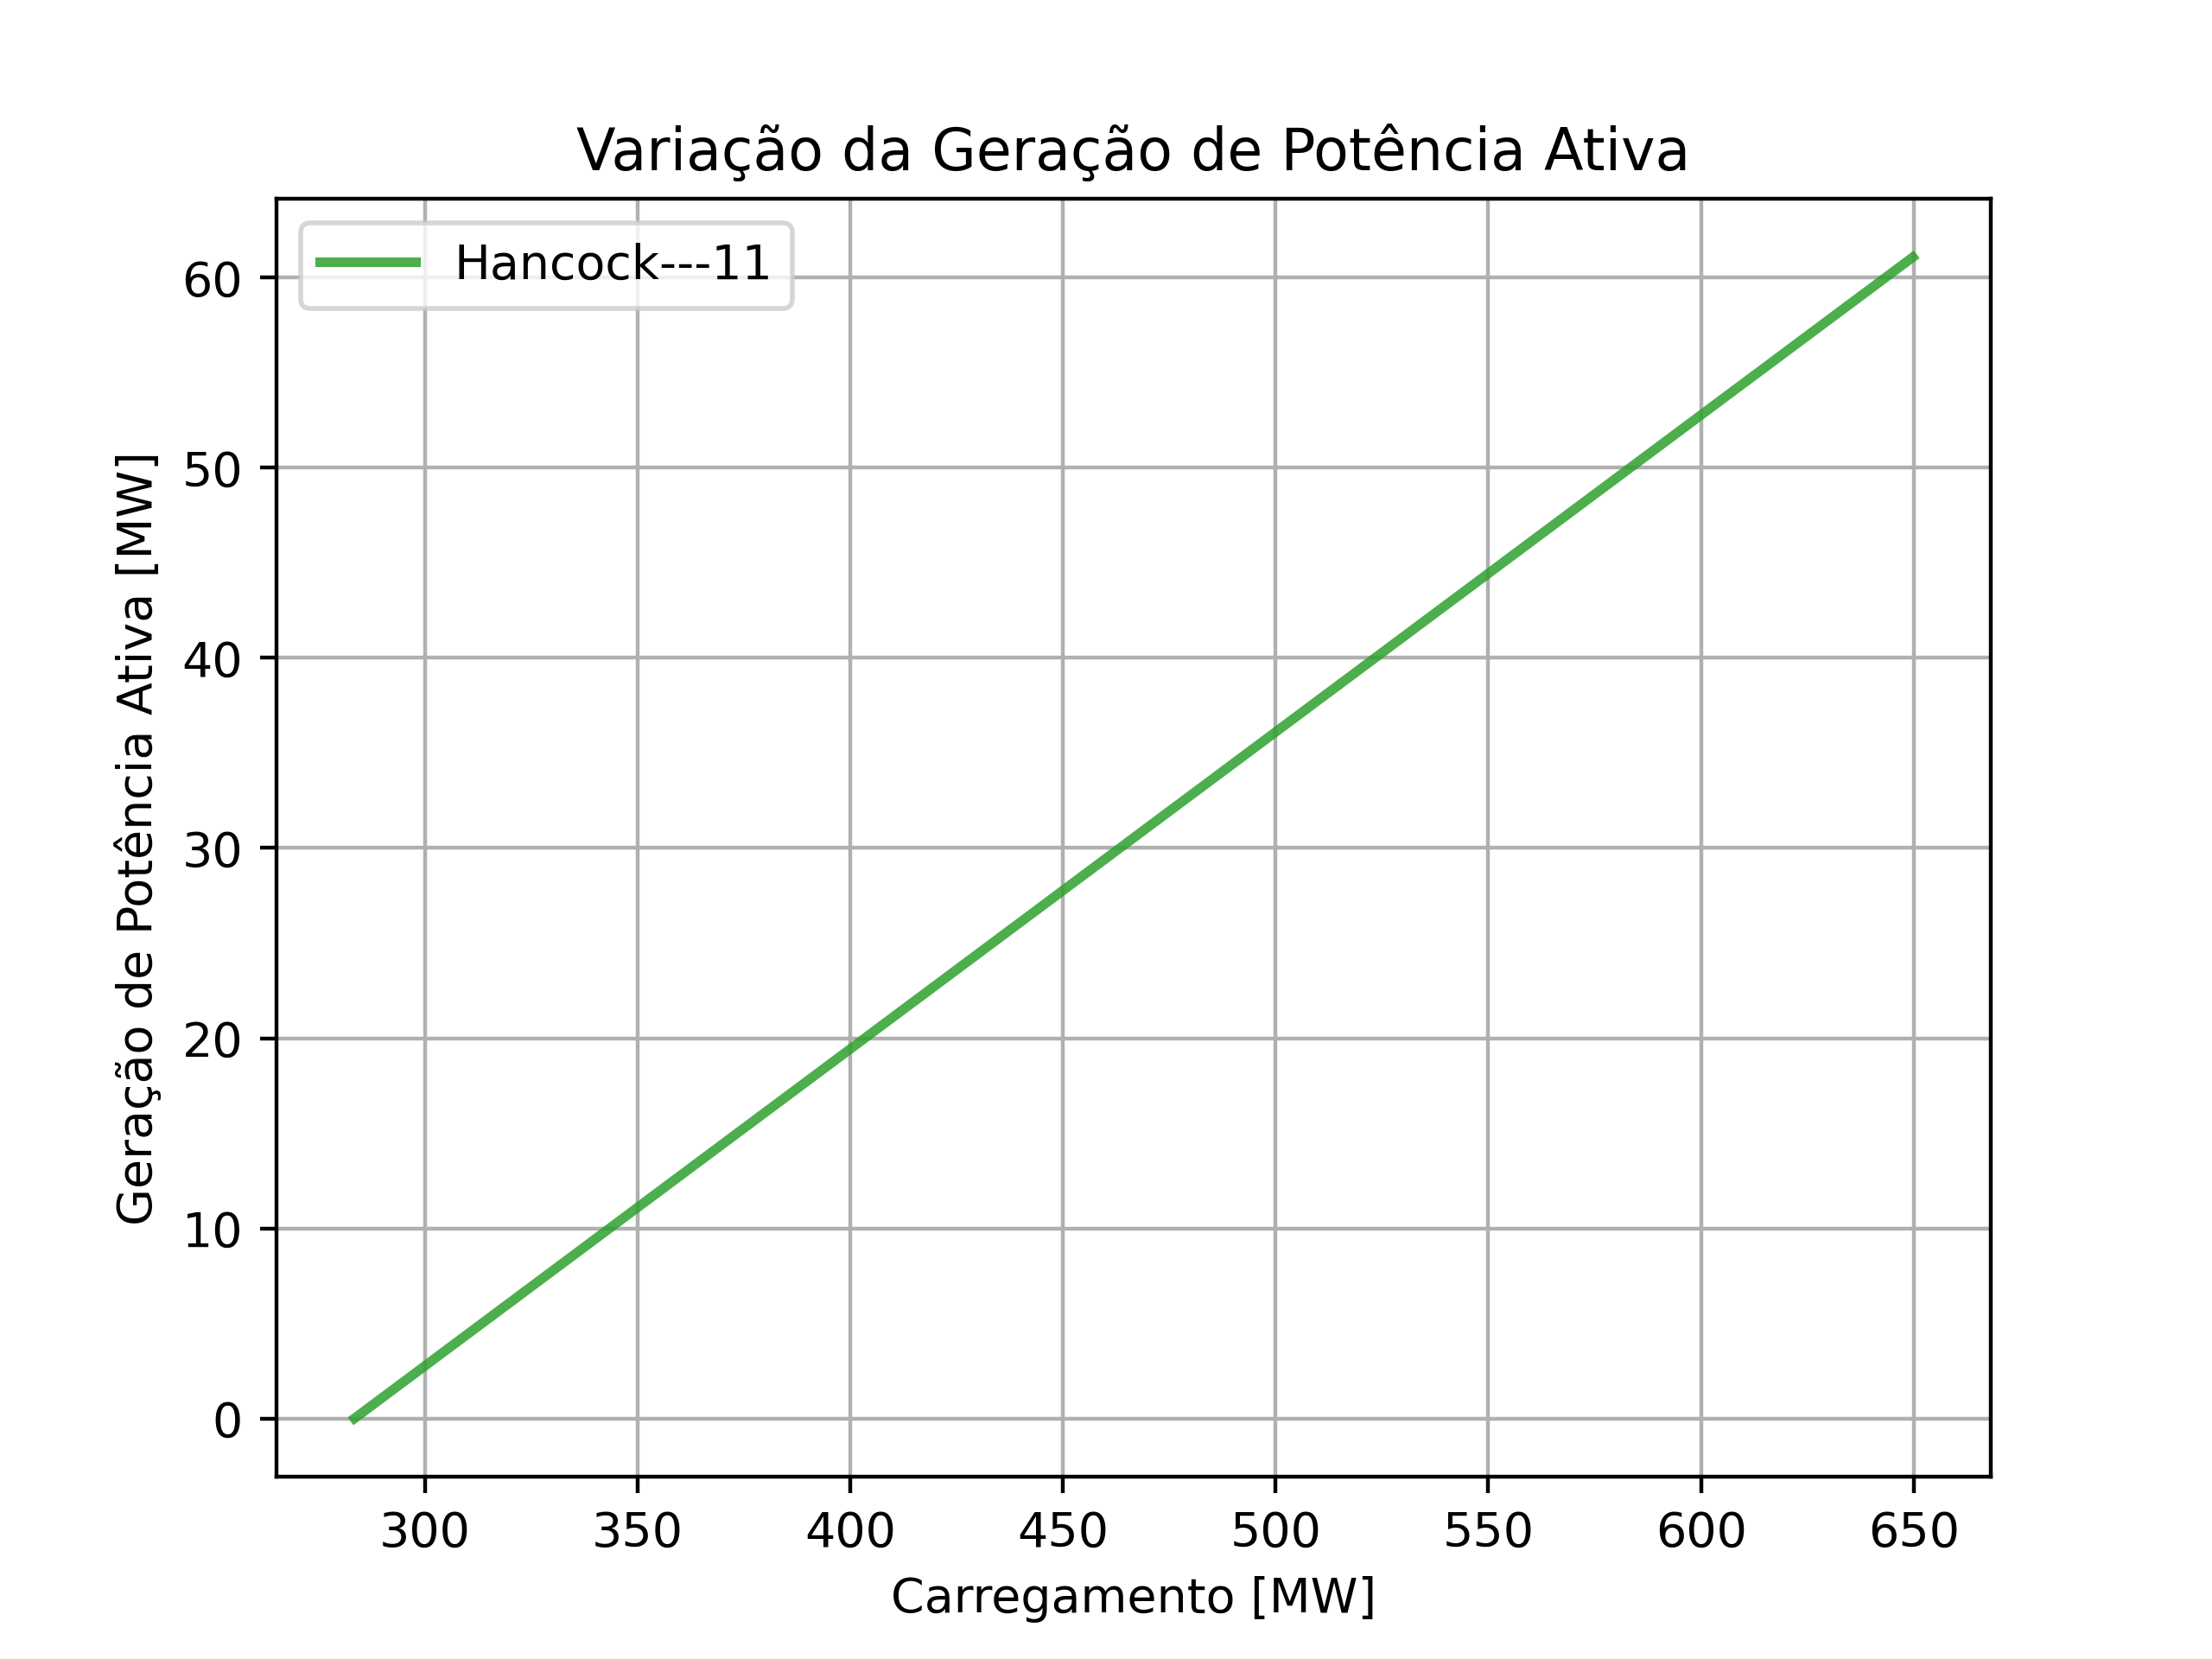 Variação da Geração de Potência Ativa
Hancock---11
Geração de Potência Ativa [MW]
60
50
40
30
20
10
0
300 350 400 450 500 550 600 650
Carregamento [MW]